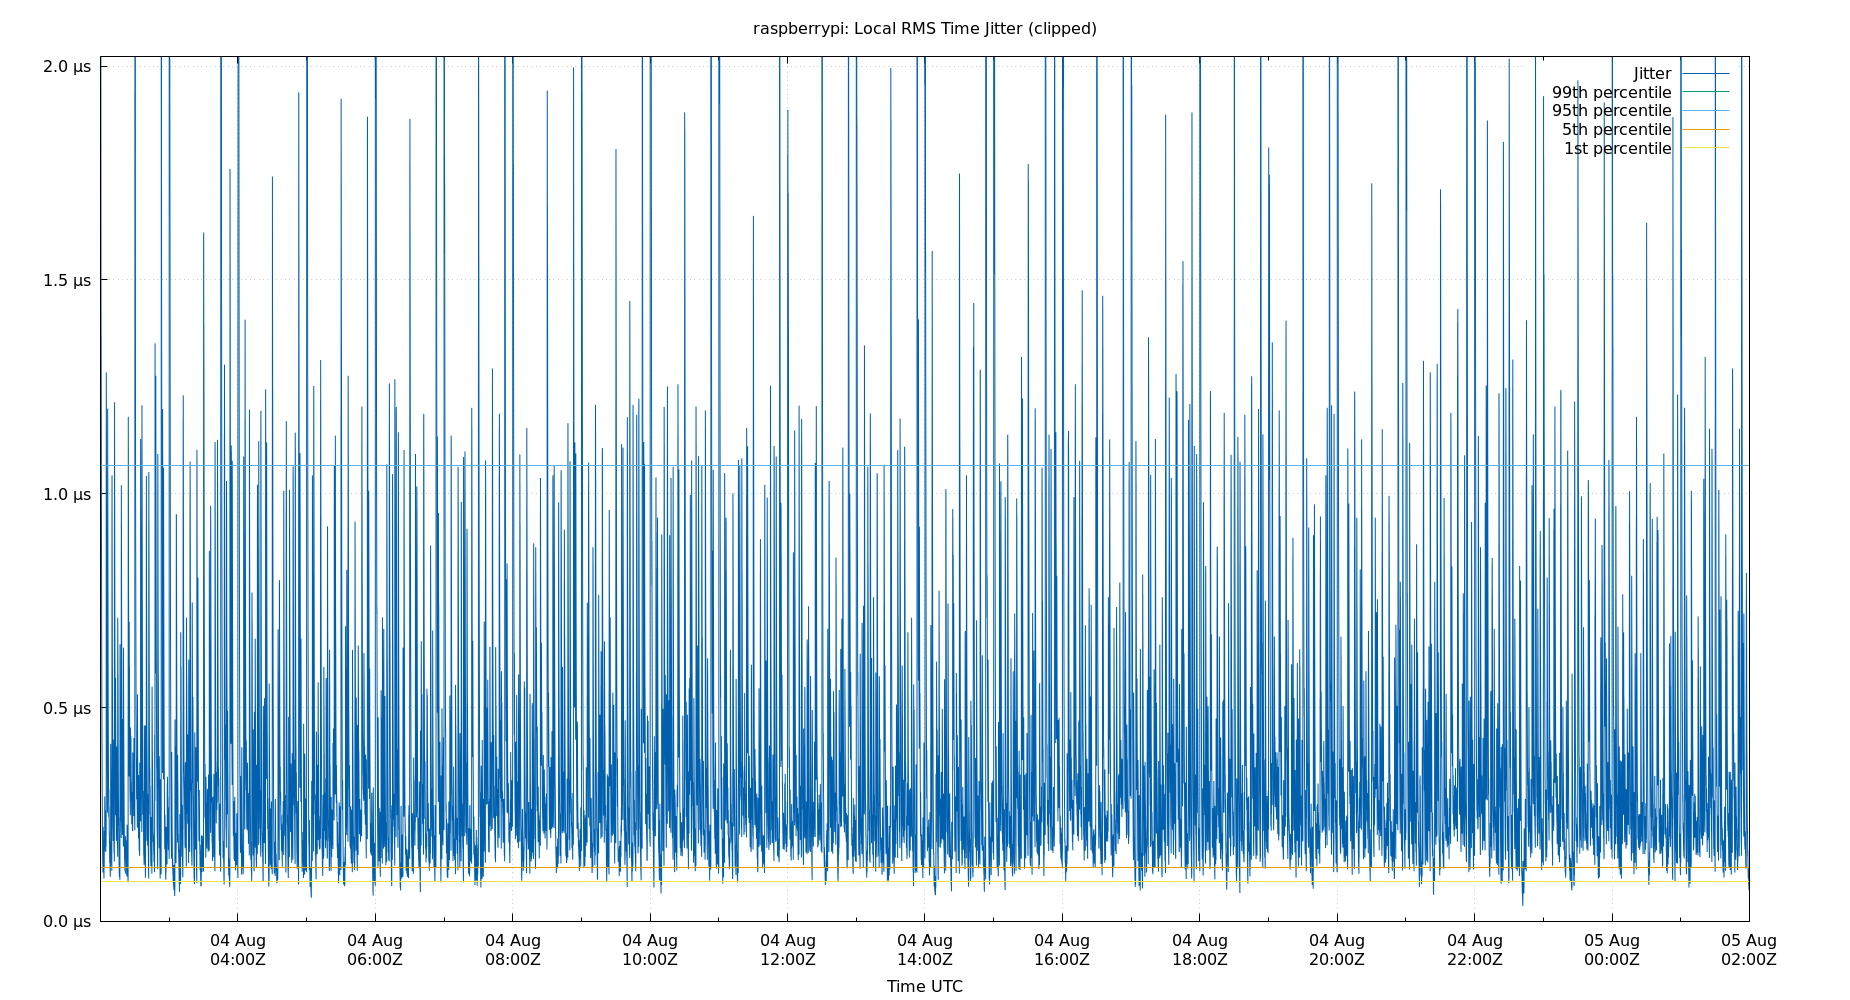 raspberrypi: Local RMS Time Jitter (clipped)
2.0 µs
1.5 µs
1.0 µs
0.5 µs
0.0 µs
Jitter
99th percentile
95th percentile
5th percentile
1st percentile
04 Aug 04 Aug 04 Aug 04 Aug 04 Aug 04 Aug 04 Aug 04 Aug 04 Aug 04 Aug 05 Aug 05 Aug
04:00Z 06:00Z 08:00Z 10:00Z 12:00Z 14:00Z 16:00Z 18:00Z 20:00Z 22:00Z 00:00Z 02:00Z
Time UTC